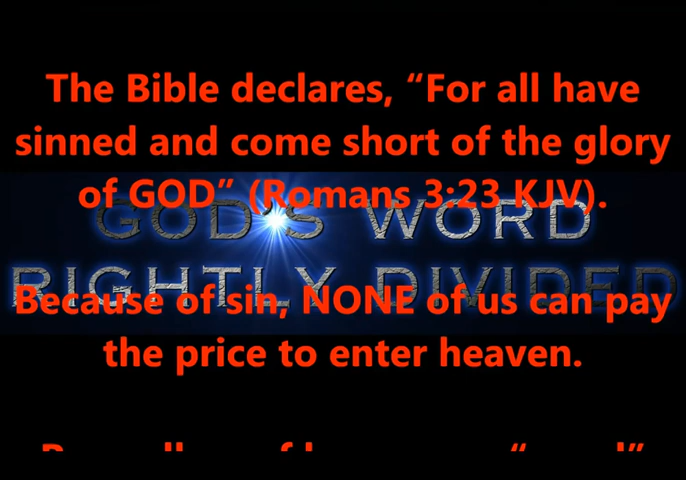 The Bible declares, “For all have
sinned and come short of the glory
of GOD” (Romans 3:23 KJV).
GOD'S WORD
RIGHTLY DIVIDED
Because of sin, NONE of us can pay
the price to enter heaven.